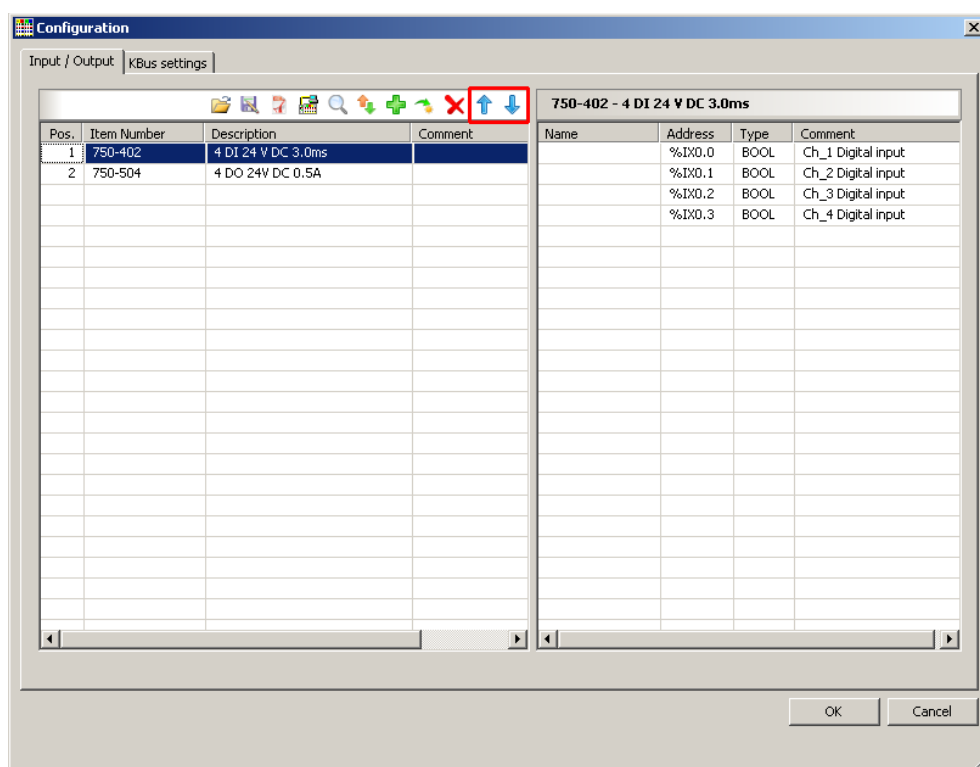 Configuration
Input / Output KBus settings
750-402 - 4 DI 24 V DC 3.0ms
Pos. Item Number Description Comment
1 750-402 4 DI 24 V DC 3.0ms
2 750-504 4 DO 24V DC 0.5A
Name Address Type Comment
%IX0.0 BOOL Ch_1 Digital input
%IX0.1 BOOL Ch_2 Digital input
%IX0.2 BOOL Ch_3 Digital input
%IX0.3 BOOL Ch_4 Digital input
OK Cancel